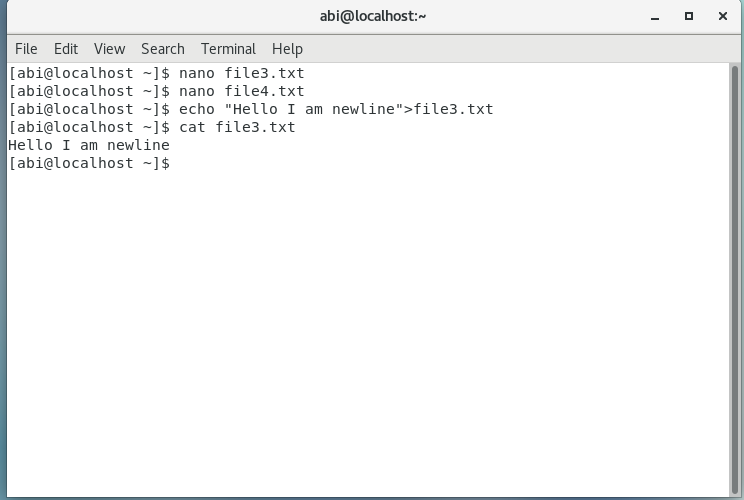 abi@localhost:~
File Edit View Search Terminal Help
[abi@localhost ~]$ nano file3.txt
[abi@localhost ~]$ nano file4.txt
[abi@localhost ~]$ echo "Hello I am newline">file3.txt
[abi@localhost ~]$ cat file3.txt
Hello I am newline
[abi@localhost ~]$